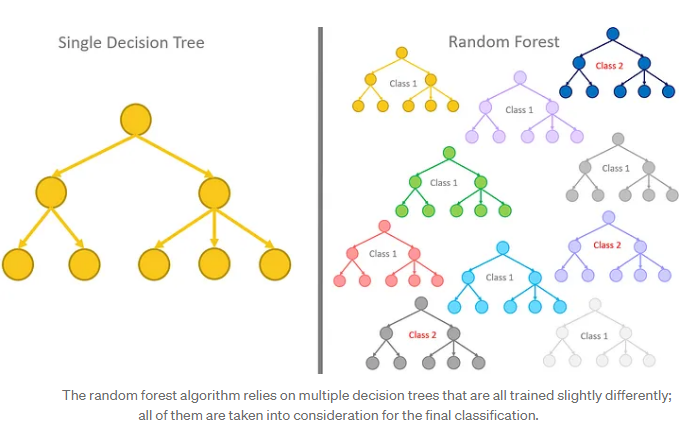 Single Decision Tree
Random Forest
Class 1
Class 2
Class 1
Class 1
Class 1
Class 1
Class 2
Class 1
Class 2
Class 1
The random forest algorithm relies on multiple decision trees that are all trained slightly differently;
all of them are taken into consideration for the final classification.